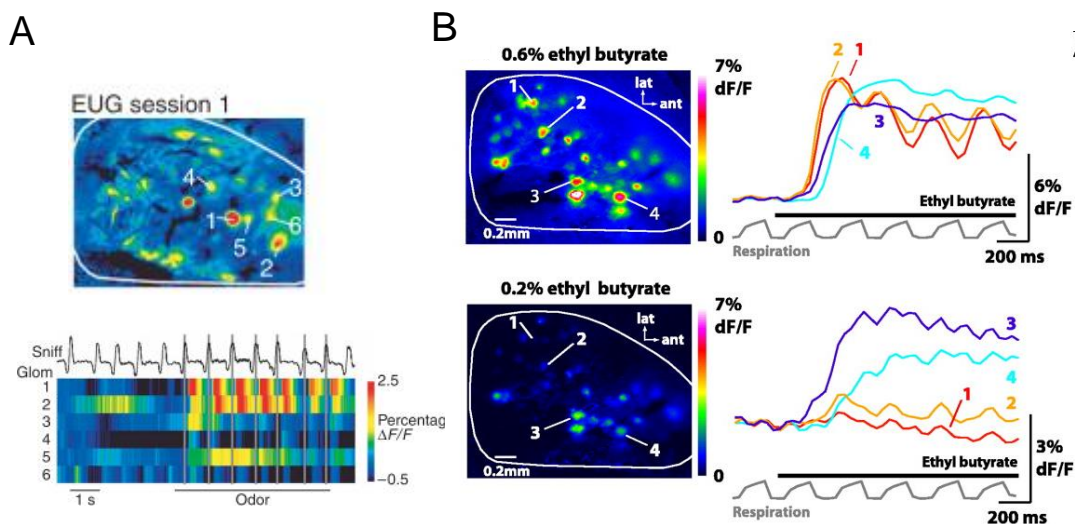 A
EUG session 1
4
3
1
6
5
2
Sniff
Glom
1
2
3
4
5
6
2.5
Percentag
ΔF/F
−0.5
1 s
Odor
B
0.6% ethyl butyrate
7%
dF/F
lat
ant
1
2
3
4
0.2mm
0
2
1
3
4
6%
dF/F
Ethyl butyrate
Respiration
200 ms
0.2% ethyl butyrate
7%
dF/F
lat
ant
1
2
3
4
0.2mm
0
3
4
2
1
3%
dF/F
Ethyl butyrate
Respiration
200 ms